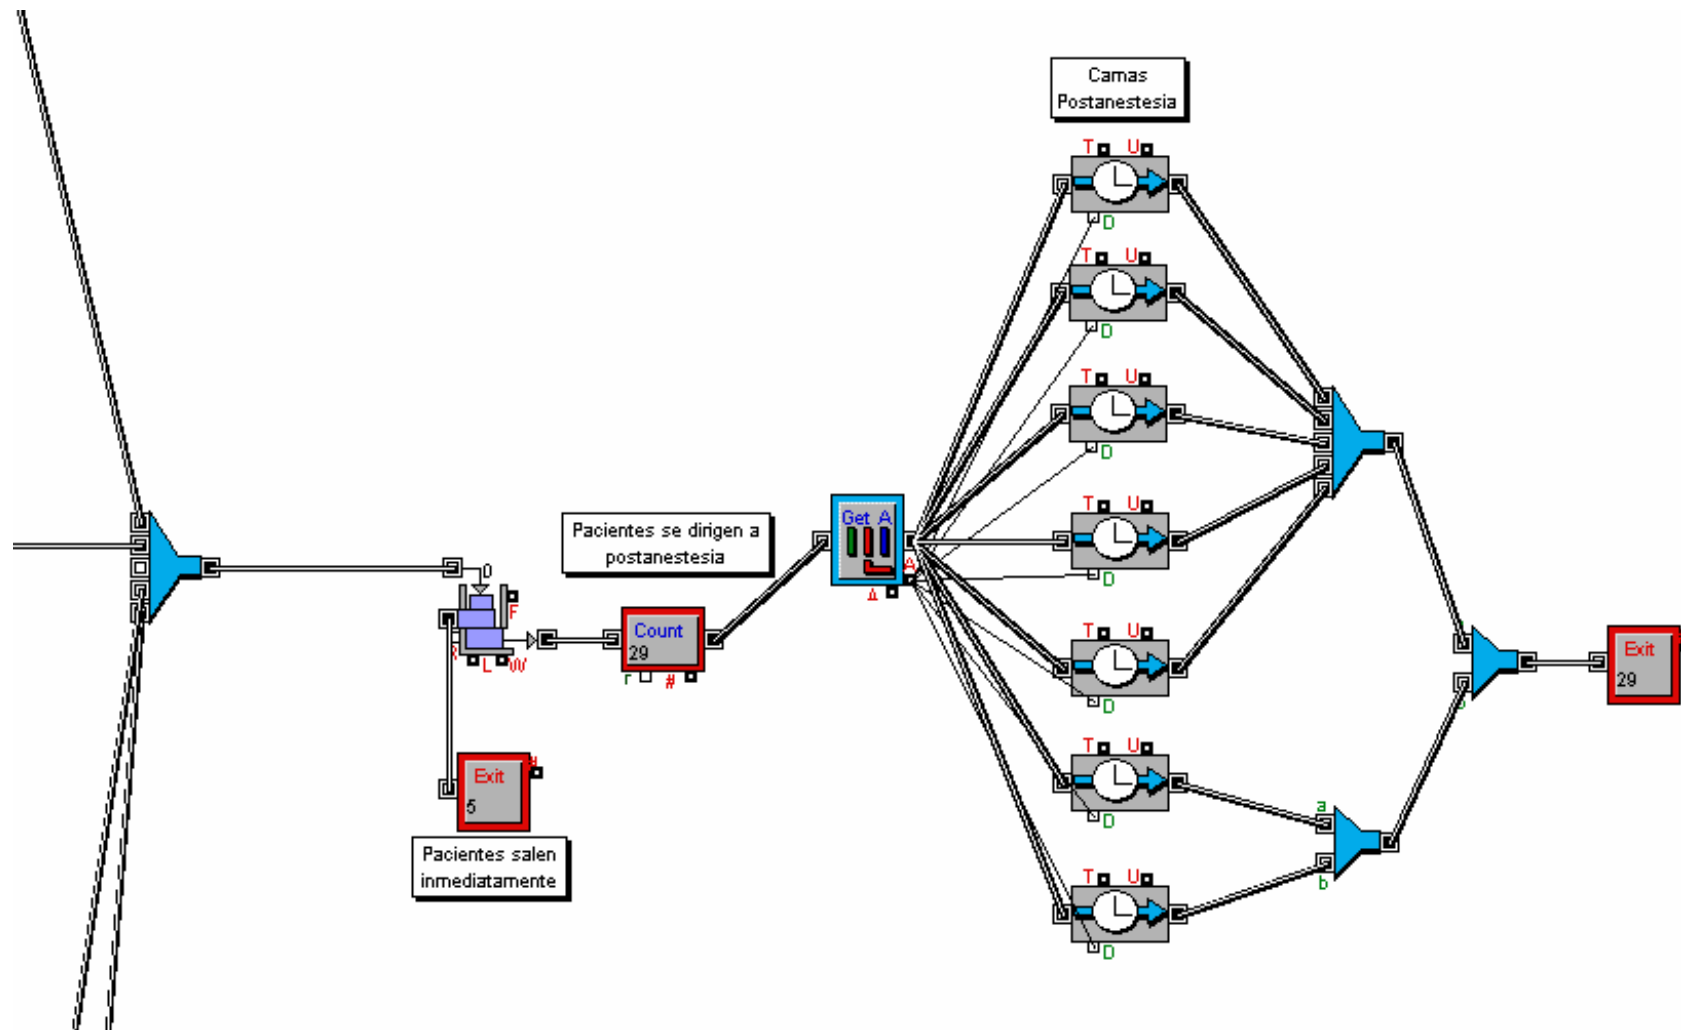 Camas
Postanestesia
T U
D
T U
D
T U
D
Get A
A
Δ
T U
D
Pacientes se dirigen a
postanestesia
F
L W
Count
29
r #
T U
D
Exit
29
Exit
5
#
T U
D
a
b
Pacientes salen
inmediatamente
T U
D